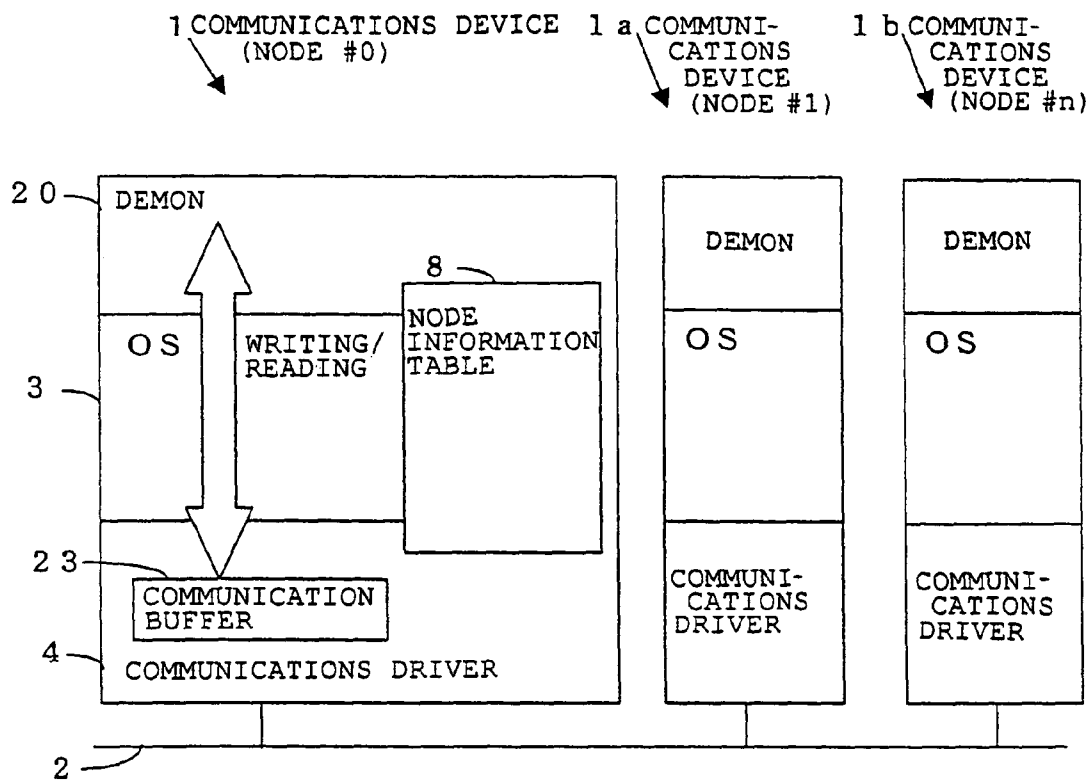 1 COMMUNICATIONS DEVICE
(NODE #0)
1 a COMMUNI-
CATIONS
DEVICE
(NODE #1)
1 b COMMUNI-
CATIONS
DEVICE
(NODE #n)
2 0
DEMON
DEMON
DEMON
8
NODE
INFORMATION
TABLE
OS
WRITING/
READING
OS
OS
3
2 3
COMMUNICATION
BUFFER
4
COMMUNICATIONS DRIVER
COMMUNI-
CATIONS
DRIVER
COMMUNI-
CATIONS
DRIVER
2